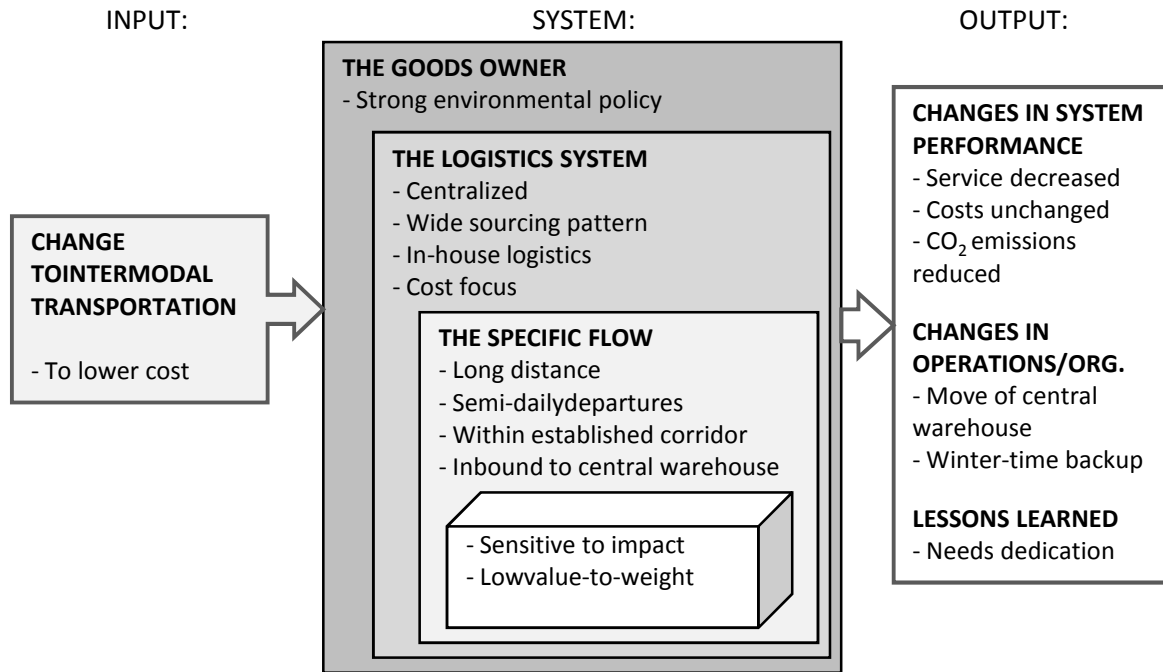 INPUT:
SYSTEM:
OUTPUT:
CHANGE
TOINTERMODAL
TRANSPORTATION
- To lower cost
THE GOODS OWNER
- Strong environmental policy
THE LOGISTICS SYSTEM
- Centralized
- Wide sourcing pattern
- In-house logistics
- Cost focus
THE SPECIFIC FLOW
- Long distance
- Semi-dailydepartures
- Within established corridor
- Inbound to central warehouse
- Sensitive to impact
- Lowvalue-to-weight
CHANGES IN SYSTEM
PERFORMANCE
- Service decreased
- Costs unchanged
- CO₂ emissions
reduced
CHANGES IN
OPERATIONS/ORG.
- Move of central
warehouse
- Winter-time backup
LESSONS LEARNED
- Needs dedication